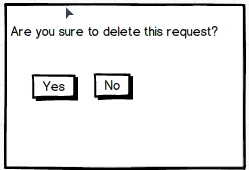 Are you sure to delete this request?
Yes No